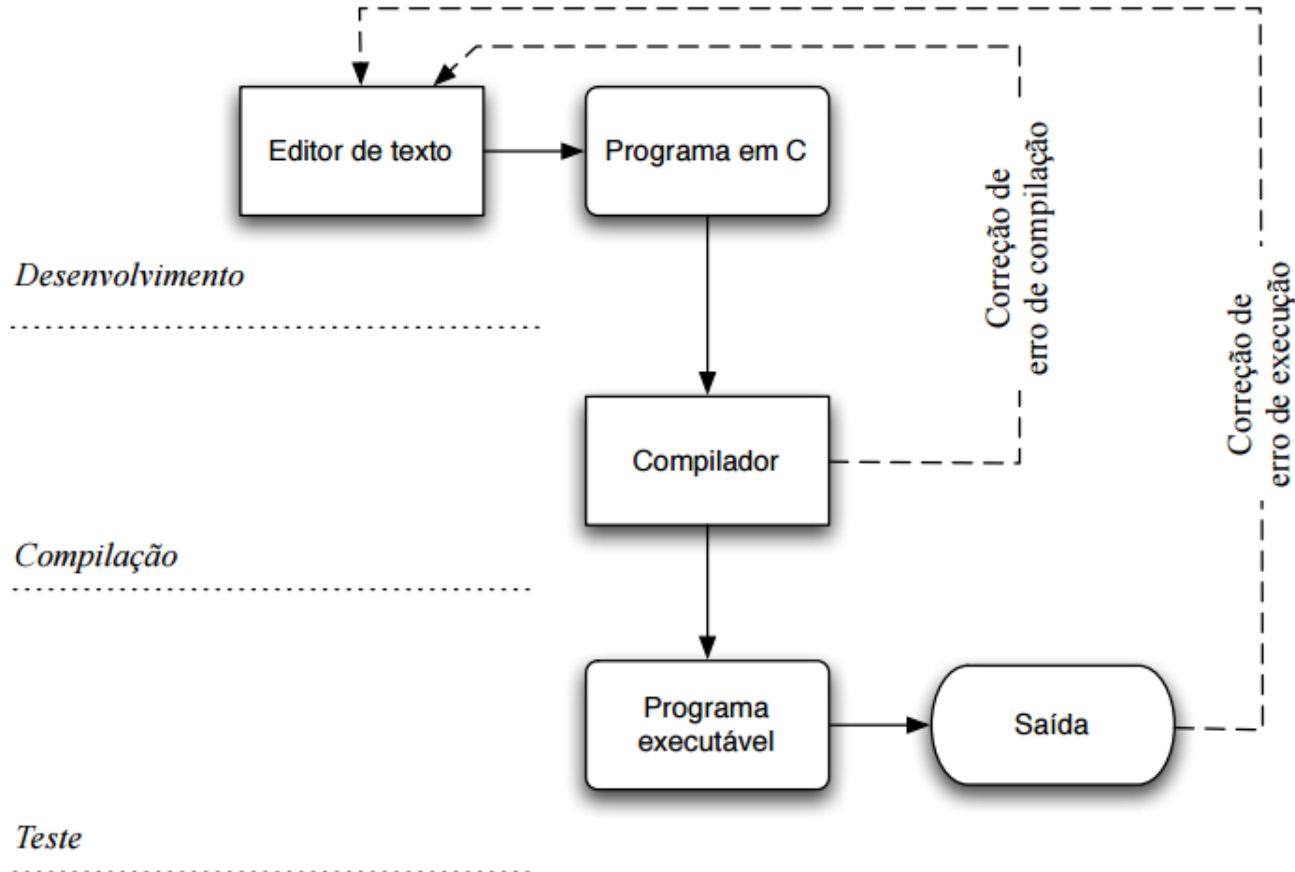 Editor de texto
Programa em C
Desenvolvimento
Correção de
erro de compilação
Correção de
erro de execução
Compilador
Compilação
Programa
executável
Saída
Teste